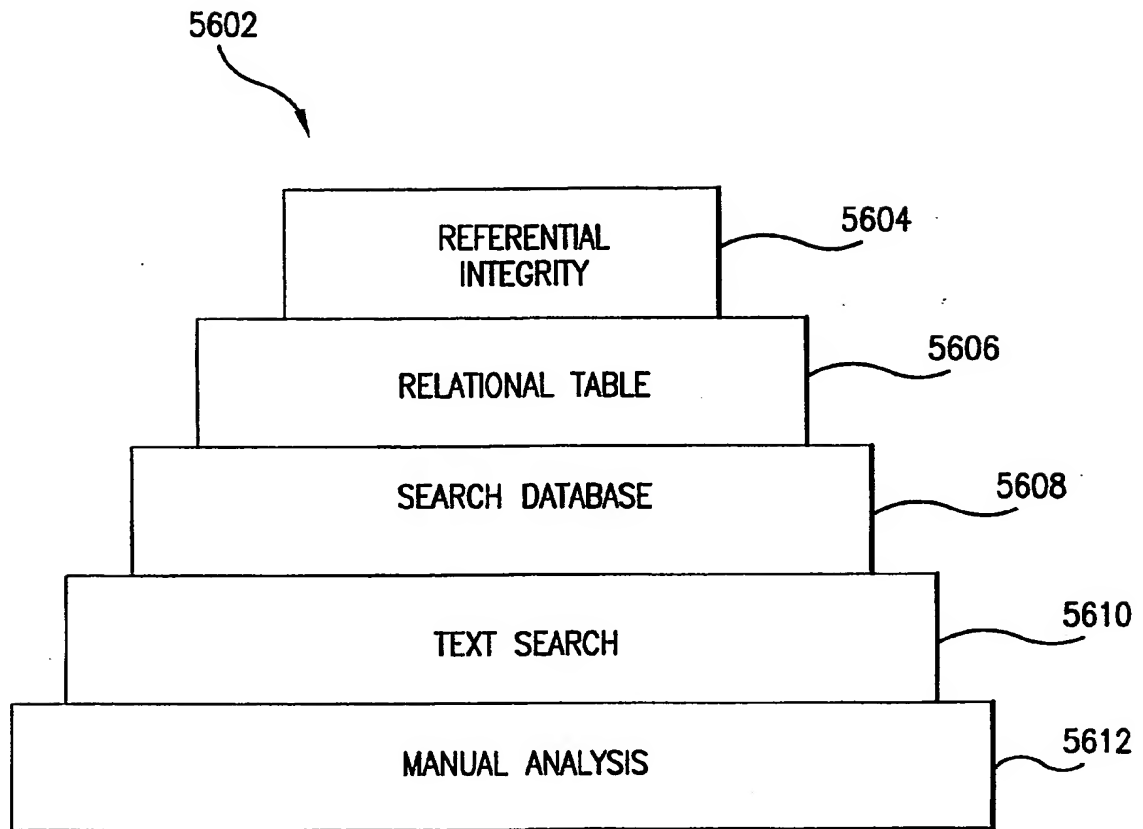 5602
REFERENTIAL
INTEGRITY
5604
RELATIONAL TABLE
5606
SEARCH DATABASE
5608
TEXT SEARCH
5610
MANUAL ANALYSIS
5612